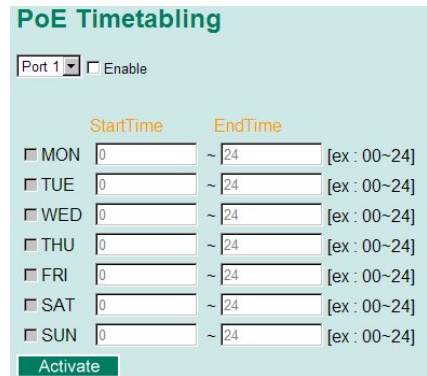 PoE Timetabling
Port 1 Enable
StartTime EndTime
MON 0 ~ 24 [ex : 00~24]
TUE 0 ~ 24 [ex : 00~24]
WED 0 ~ 24 [ex : 00~24]
THU 0 ~ 24 [ex : 00~24]
FRI 0 ~ 24 [ex : 00~24]
SAT 0 ~ 24 [ex : 00~24]
SUN 0 ~ 24 [ex : 00~24]
Activate